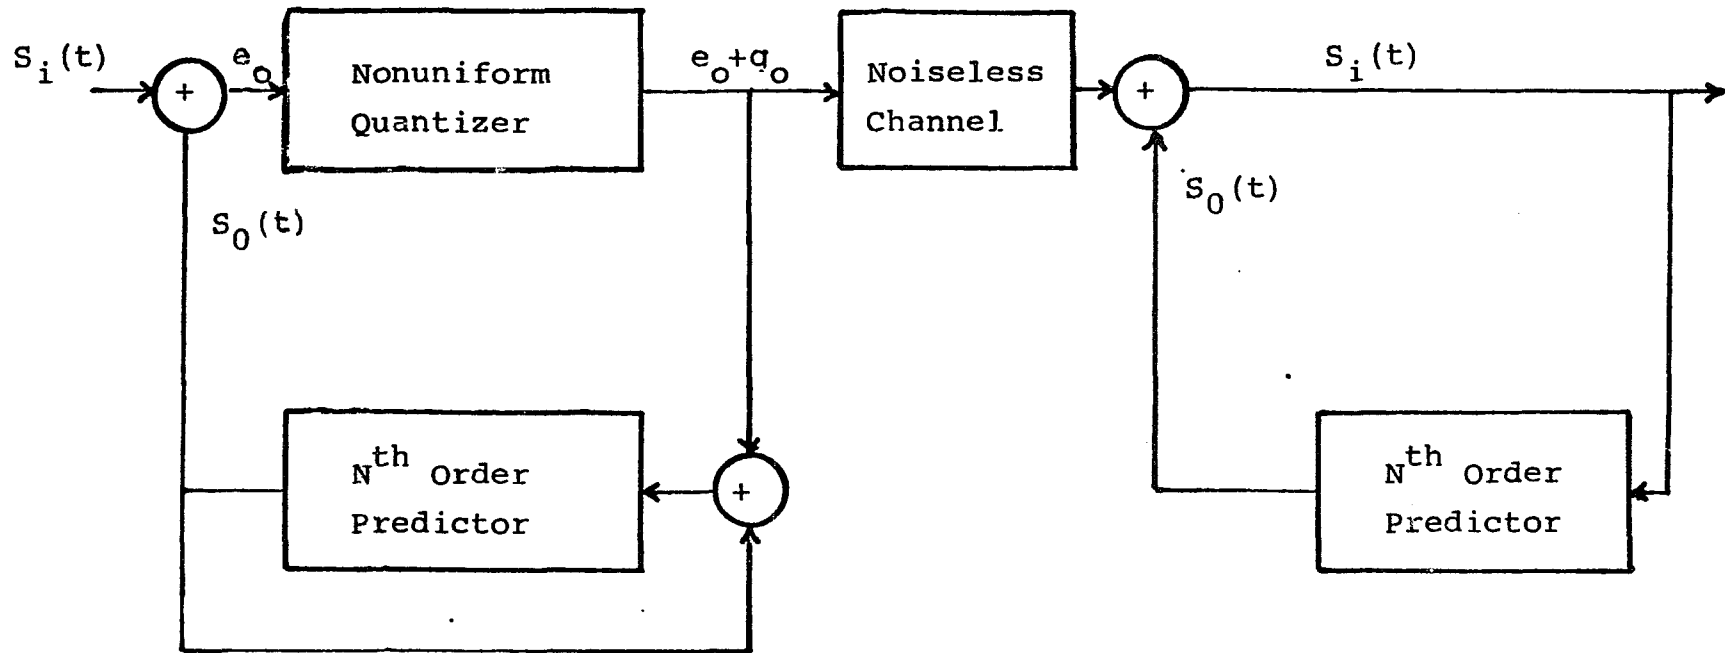 S_i(t)
+
e_o
Nonuniform
Quantizer
e_o+q_o
Noiseless
Channel
+
S_i(t)
S_0(t)
S_0(t)
N^th Order
Predictor
+
N^th Order
Predictor